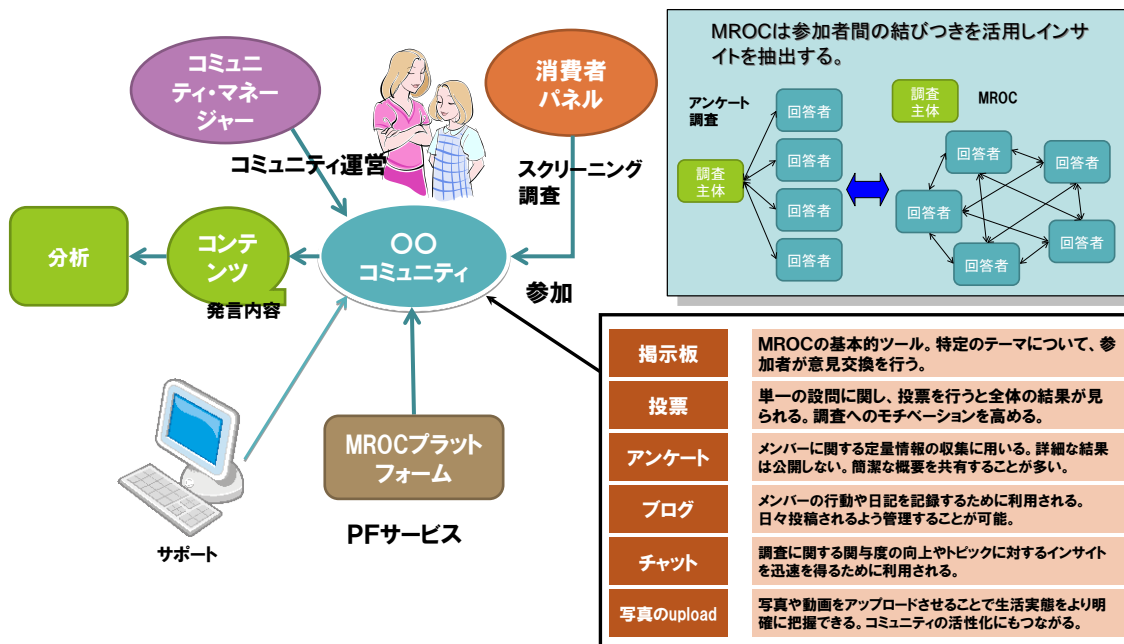 コミュニ
ティ・マネー
ジャー
消費者
パネル
コミュニティ運営
スクリーニング
調査
分析
コンテ
ンツ
発言内容
〇〇
コミュニティ
参加
サポート
MROCプラット
フォーム
PFサービス
MROCは参加者間の結びつきを活用しインサ
イトを抽出する。
アンケート
調査
調査
主体
回答者
回答者
回答者
回答者
調査
主体
MROC
回答者
回答者
回答者
回答者
回答者
掲示板
MROCの基本的ツール。特定のテーマについて、参
加者が意見交換を行う。
投票
単一の設問に関し、投票を行うと全体の結果が見
られる。調査へのモチベーションを高める。
アンケート
メンバーに関する定量情報の収集に用いる。詳細な結果
は公開しない。簡潔な概要を共有することが多い。
ブログ
メンバーの行動や日記を記録するために利用される。
日々投稿されるよう管理することが可能。
チャット
調査に関する関与度の向上やトピックに対するインサイト
を迅速を得るために利用される。
写真のupload
写真や動画をアップロードさせることで生活実態をより明
確に把握できる。コミュニティの活性化にもつながる。